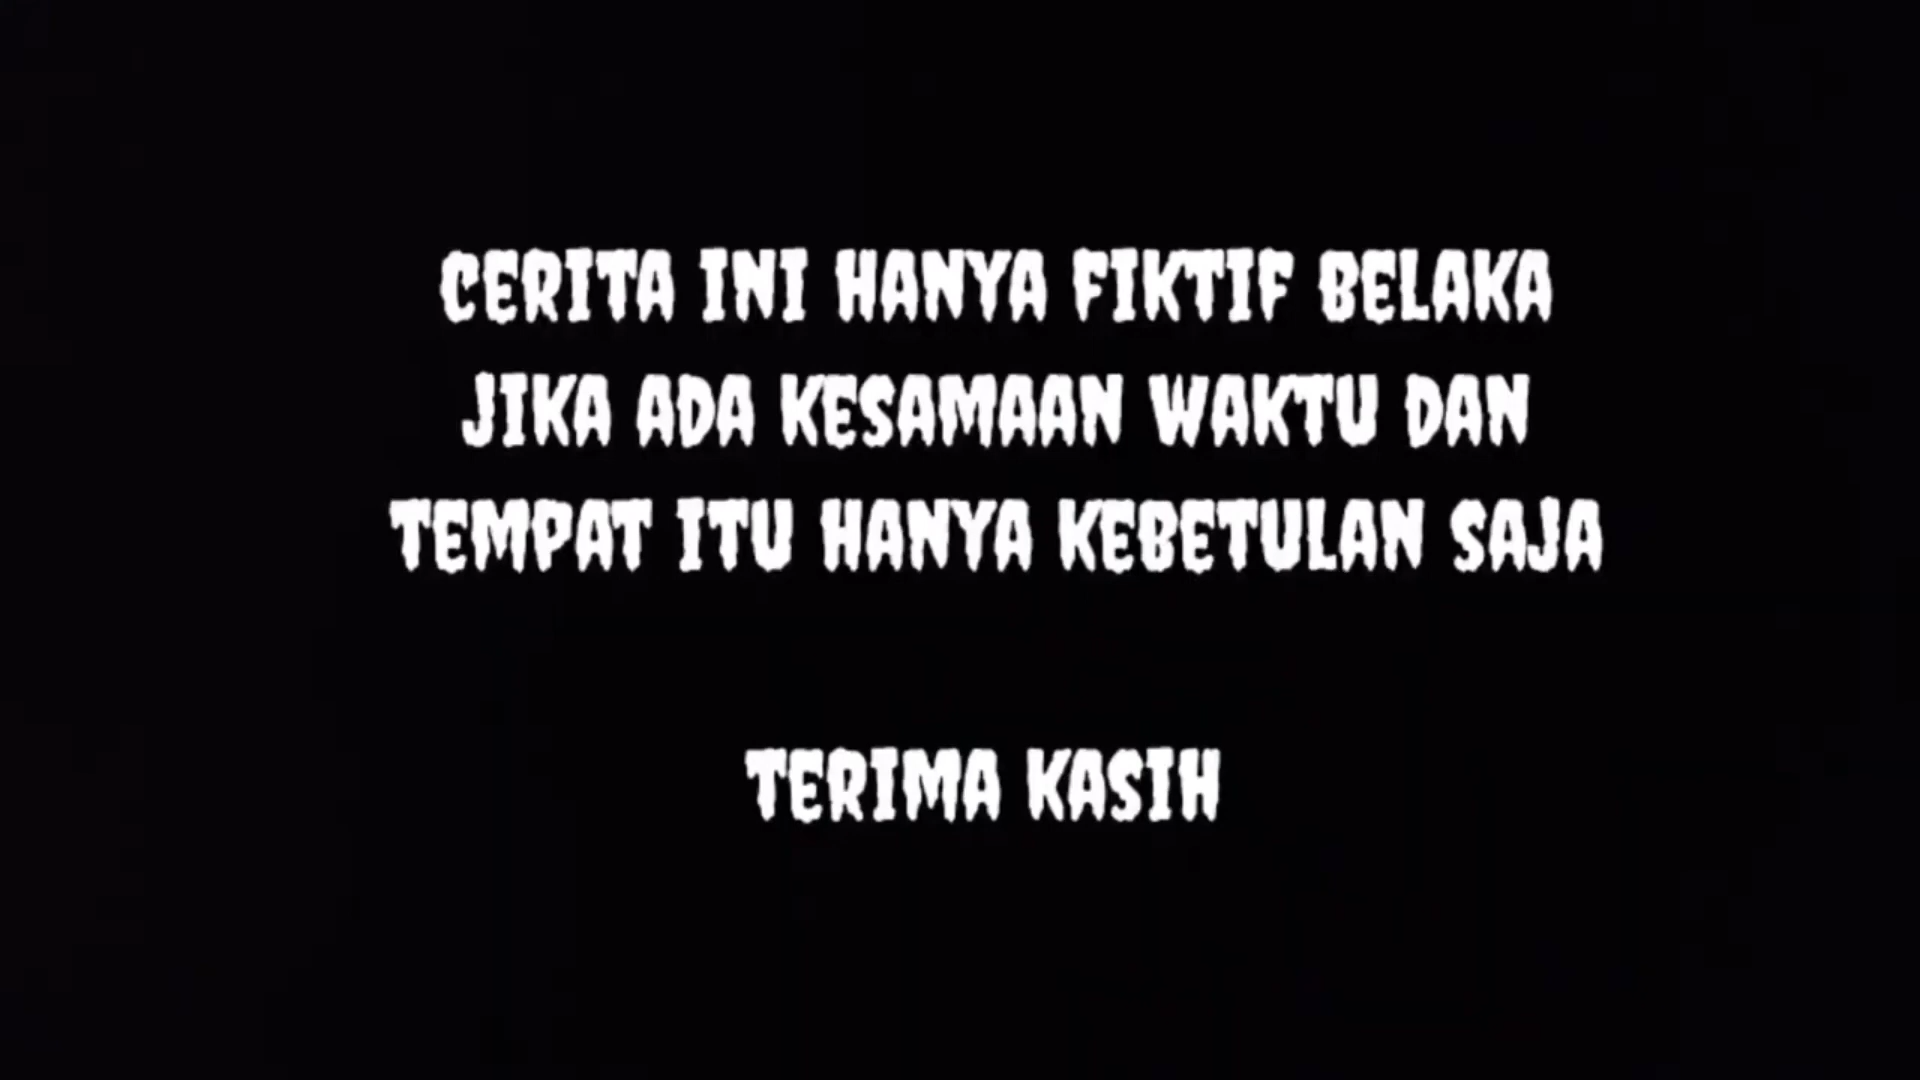 CERITA INI HANYA FIKTIF BELAKA
JIKA ADA KESAMAAN WAKTU DAN
TEMPAT ITU HANYA KEBETULAN SAJA
TERIMA KASIH